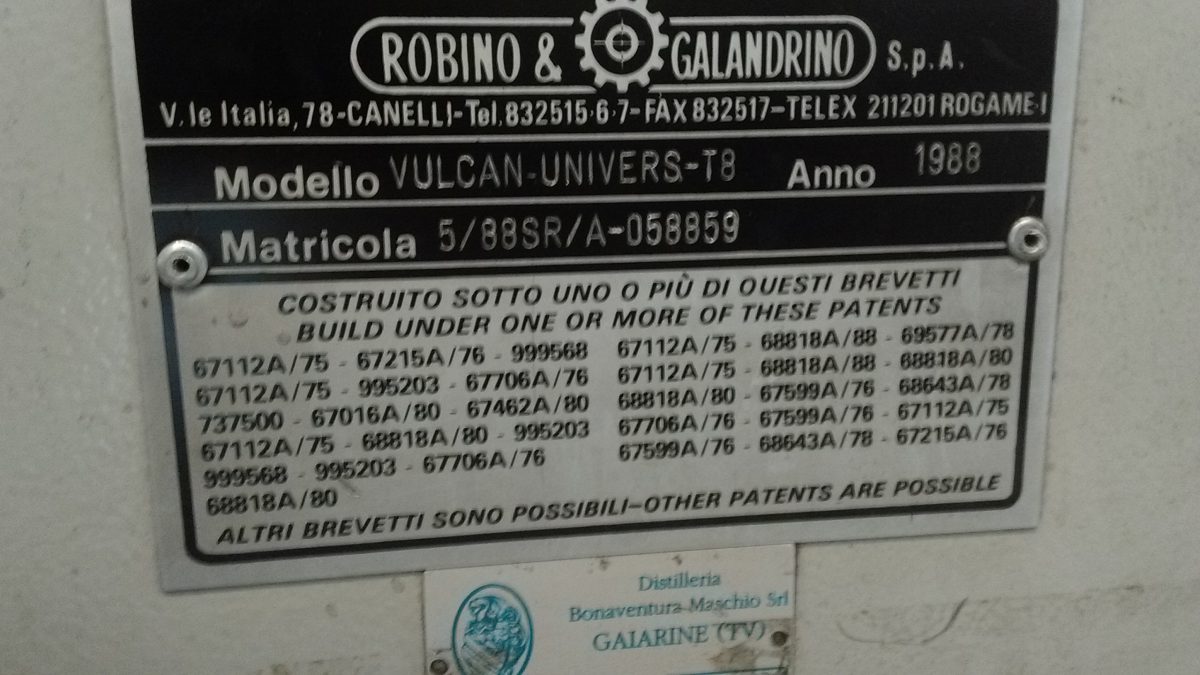 ROBINO & GALANDRINO S.p.A.
V.le Italia, 78-CANELLI-Tel. 832515-6-7-FAX 832517-TELEX 211201 ROGAME-I
Modello VULCAN-UNIVERS-T8 Anno 1988
Matricola 5/88SR/A-058859
COSTRUITO SOTTO UNO O PIÙ DI QUESTI BREVETTI
BUILD UNDER ONE OR MORE OF THESE PATENTS
67112A/75 - 67215A/76 - 999568
67112A/75 - 995203 - 67706A/76
737500 - 67016A/80 - 67462A/80
67112A/75 - 68818A/80 - 995203
999568 - 995203 - 67706A/76
68818A/80
67112A/75 - 68818A/88 - 69577A/78
67112A/75 - 68818A/88 - 68818A/80
68818A/80 - 67599A/76 - 68643A/78
67706A/76 - 67599A/76 - 67112A/75
67599A/76 - 68643A/78 - 67215A/76
ALTRI BREVETTI SONO POSSIBILI-OTHER PATENTS ARE POSSIBLE
Distilleria
Bonaventura Maschio Srl
GAIARINE (TV)